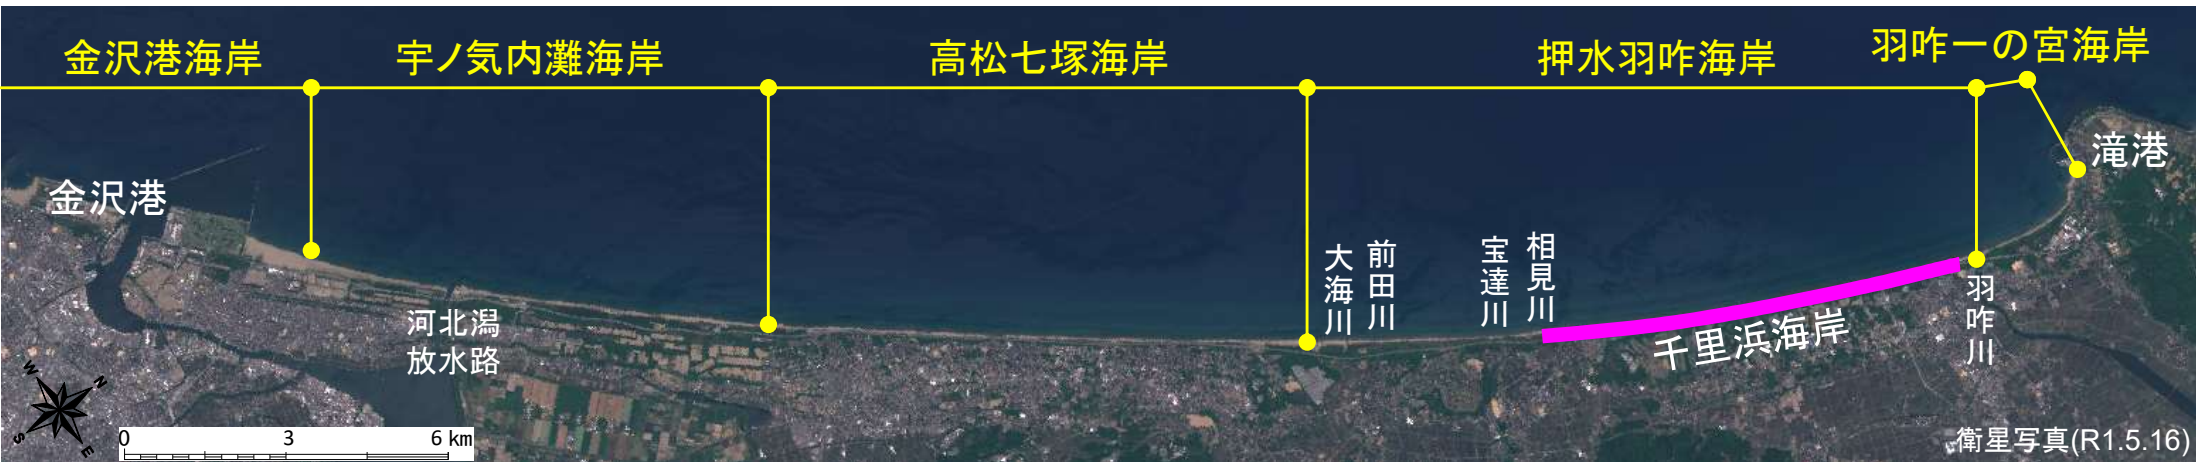 金沢港海岸
宇ノ気内灘海岸
高松七塚海岸
押水羽咋海岸
羽咋一の宮海岸
滝港
金沢港
大海川
前田川
宝達川
相見川
羽咋川
千里浜海岸
河北潟
放水路
W
N
S
E
0 3 6 km
衛星写真(R1.5.16)